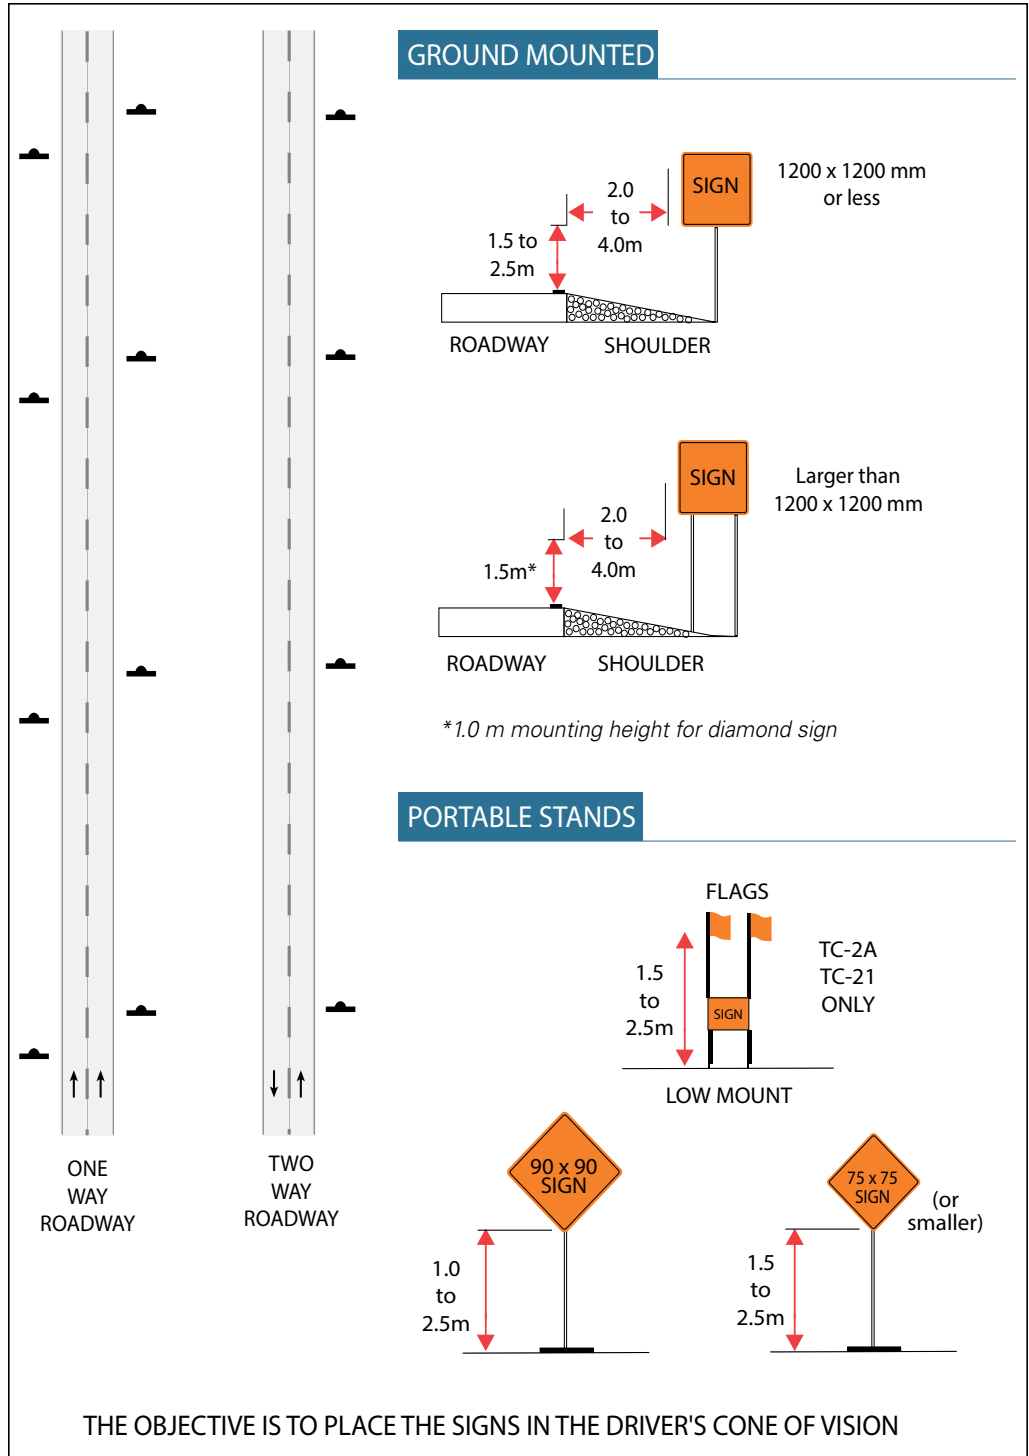 GROUND MOUNTED
SIGN
1200 x 1200 mm
or less
2.0
to
4.0m
1.5 to
2.5m
ROADWAY
SHOULDER
SIGN
Larger than
1200 x 1200 mm
2.0
to
4.0m
1.5m*
ROADWAY
SHOULDER
*1.0 m mounting height for diamond sign
PORTABLE STANDS
FLAGS
1.5
to
2.5m
SIGN
TC-2A
TC-21
ONLY
LOW MOUNT
90 x 90
SIGN
1.0
to
2.5m
75 x 75
SIGN
(or
smaller)
1.5
to
2.5m
ONE
WAY
ROADWAY
TWO
WAY
ROADWAY
THE OBJECTIVE IS TO PLACE THE SIGNS IN THE DRIVER'S CONE OF VISION